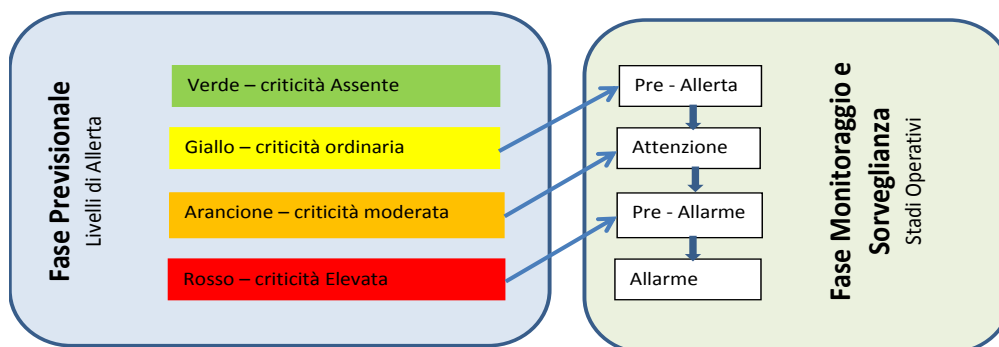 Fase Previsionale
Livelli di Allerta
Verde – criticità Assente
Giallo – criticità ordinaria
Arancione – criticità moderata
Rosso – criticità Elevata
Pre - Allerta
Attenzione
Pre - Allarme
Allarme
Fase Monitoraggio e
Sorveglianza
Stadi Operativi